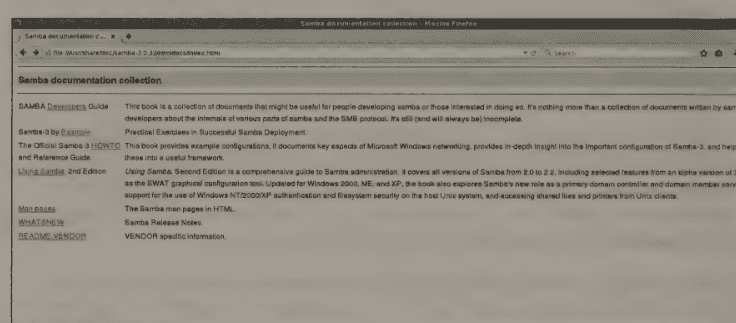 Samba documentation collection - Mozilla Firefox
Samba documentation c... ×
Search
Samba documentation collection
SAMBA Developers Guide This book is a collection of documents that might be useful for people developing samba or those interested in doing so. It's nothing more than a collection of documents written by sam
developers about the internals of various parts of samba and the SMB protocol. It's still (and will always be) incomplete.
Samba-3 by Example Practical Exercises in Successful Samba Deployment.
The Official Samba-3 HOWTO This book provides example configurations, it documents key aspects of Microsoft Windows networking, provides in-depth insight into the important configuration of Samba-3, and help
and Reference Guide these into a useful framework.
Using Samba, 2nd Edition Using Samba, Second Edition is a comprehensive guide to Samba administration. It covers all versions of Samba from 2.0 to 2.2, including selected features from an alpha version of
as the SWAT graphical configuration tool. Updated for Windows 2000, ME, and XP, the book also explores Samba's new role as a primary domain controller and domain member serv
support for the use of Windows NT/2000/XP authentication and filesystem security on the host Unix system, and accessing shared files and printers from Unix clients.
Man pages The Samba man pages in HTML.
WHATSNEW Samba Release Notes.
README.VENDOR VENDOR specific information.